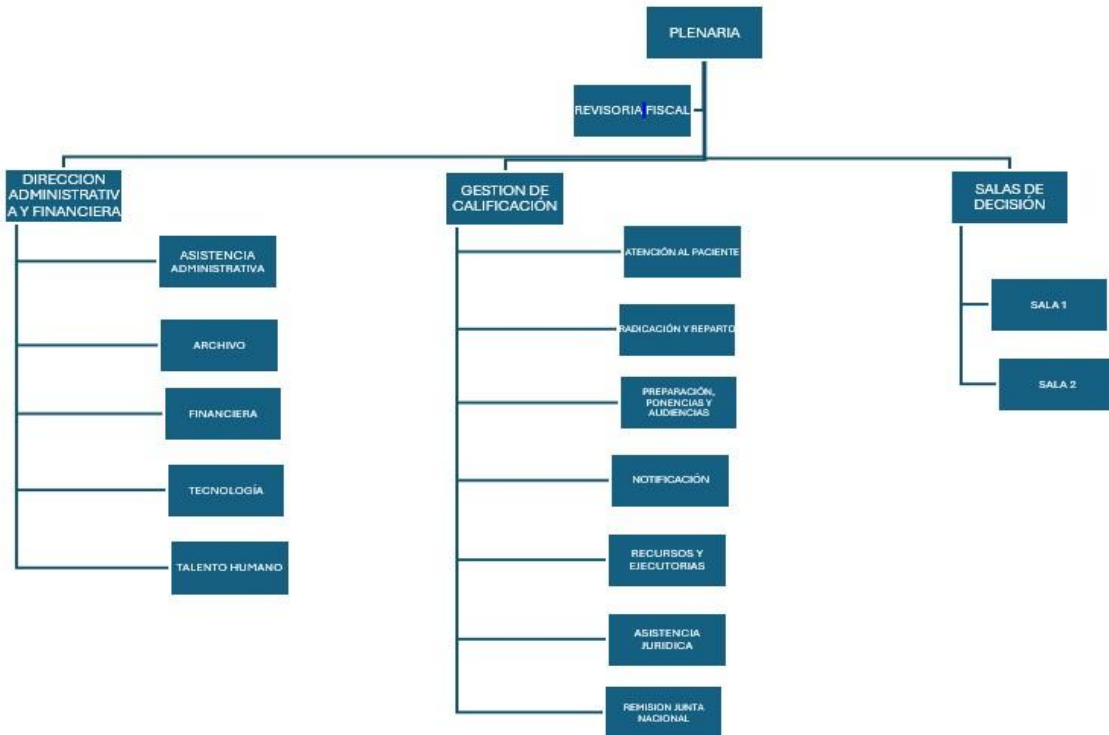 PLENARIA
REVISORIA FISCAL
DIRECCION
ADMINISTRATIV
A Y FINANCIERA
ASISTENCIA
ADMINISTRATIVA
ARCHIVO
FINANCIERA
TECNOLOGÍA
TALENTO HUMANO
GESTION DE
CALIFICACIÓN
ATENCIÓN AL PACIENTE
RADICACIÓN Y REPARTO
PREPARACIÓN,
PONENCIAS Y
AUDIENCIAS
NOTIFICACIÓN
RECURSOS Y
EJECUTORIAS
ASISTENCIA
JURIDICA
REMISION JUNTA
NACIONAL
SALAS DE
DECISIÓN
SALA 1
SALA 2